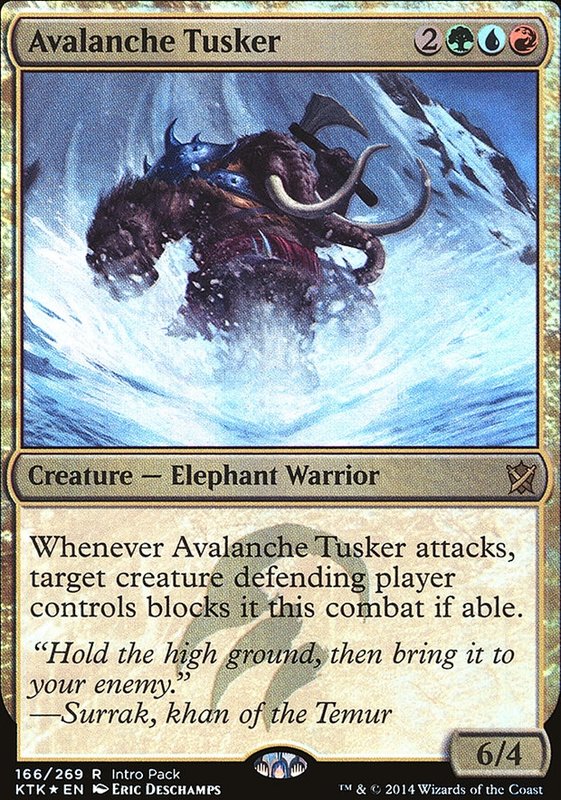 Avalanche Tusker 2
Creature — Elephant Warrior
Whenever Avalanche Tusker attacks,
target creature defending player
controls blocks it this combat if able.
“Hold the high ground, then bring it to
your enemy.”
—Surrak, khan of the Temur
6/4
166/269 R Intro Pack
KTK★EN Eric Deschamps
™ & © 2014 Wizards of the Coast